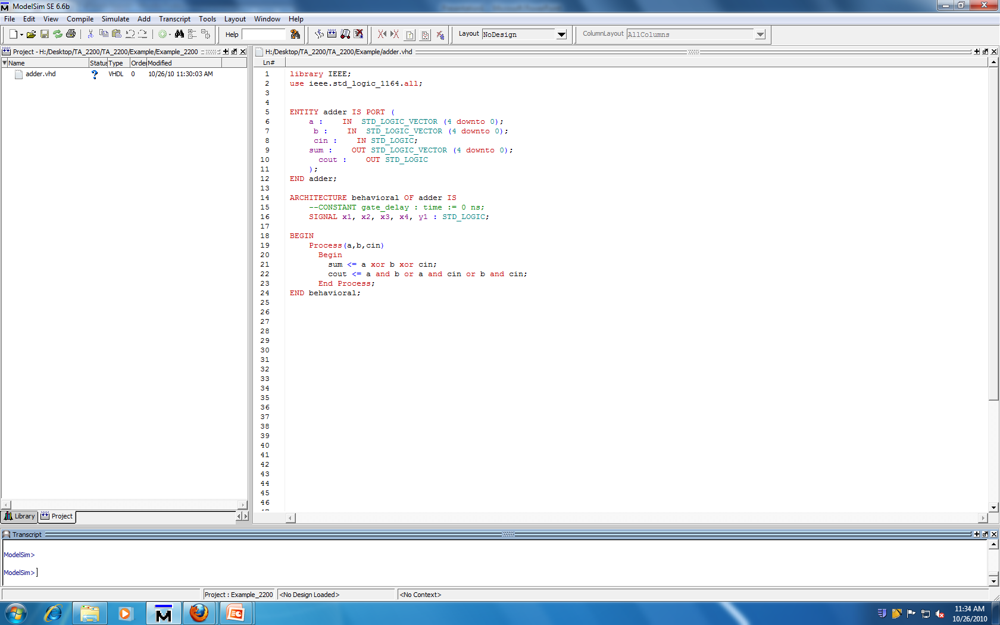 ModelSim SE 6.6b
File Edit View Compile Simulate Add Transcript Tools Layout Window Help
Help Layout NoDesign ColumnLayout AllColumns
Project - H:/Desktop/TA_2200/TA_2200/Example/Example_2200
Name Status Type Order Modified
adder.vhd VHDL 0 10/26/10 11:30:03 AM
Library Project
H:/Desktop/TA_2200/TA_2200/Example/adder.vhd
Ln#
1 library IEEE;
2 use ieee.std_logic_1164.all;
3
4
5 ENTITY adder IS PORT (
6 a : IN STD_LOGIC_VECTOR (4 downto 0);
7 b : IN STD_LOGIC_VECTOR (4 downto 0);
8 cin : IN STD_LOGIC;
9 sum : OUT STD_LOGIC_VECTOR (4 downto 0);
10 cout : OUT STD_LOGIC
11 );
12 END adder;
13
14 ARCHITECTURE behavioral OF adder IS
15 --CONSTANT gate_delay : time := 0 ns;
16 SIGNAL x1, x2, x3, x4, y1 : STD_LOGIC;
17
18 BEGIN
19 Process(a,b,cin)
20 Begin
21 sum <= a xor b xor cin;
22 cout <= a and b or a and cin or b and cin;
23 End Process;
24 END behavioral;
25
26
27
28
29
30
31
32
33
34
35
36
37
38
39
40
41
42
43
44
45
46
Transcript
ModelSim>
ModelSim>
Project : Example_2200 <No Design Loaded> <No Context>
11:34 AM
10/26/2010